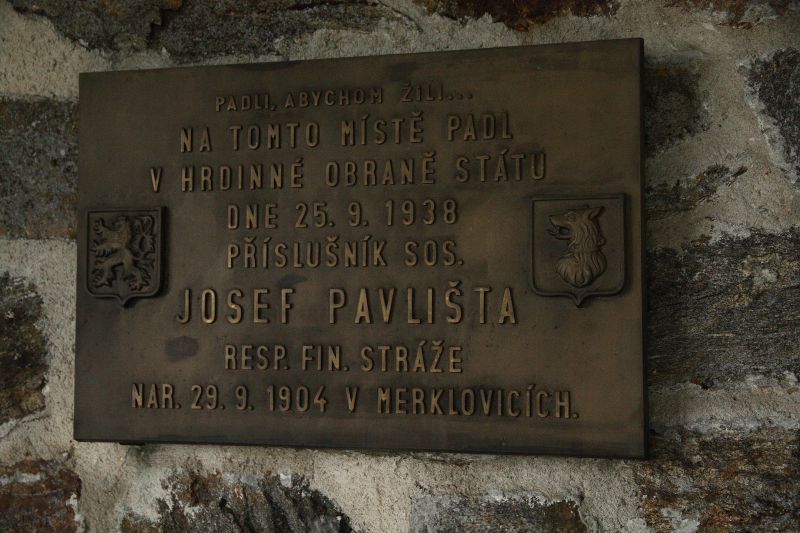 PADLI, ABYCHOM ŽILI...
NA TOMTO MÍSTĚ PADL
V HRDINNÉ OBRANĚ STÁTU
DNE 25. 9. 1938
PŘÍSLUŠNÍK SOS.
JOSEF PAVLIŠTA
RESP. FIN. STRÁŽE
NAR. 29. 9. 1904 V MERKLOVICÍCH.